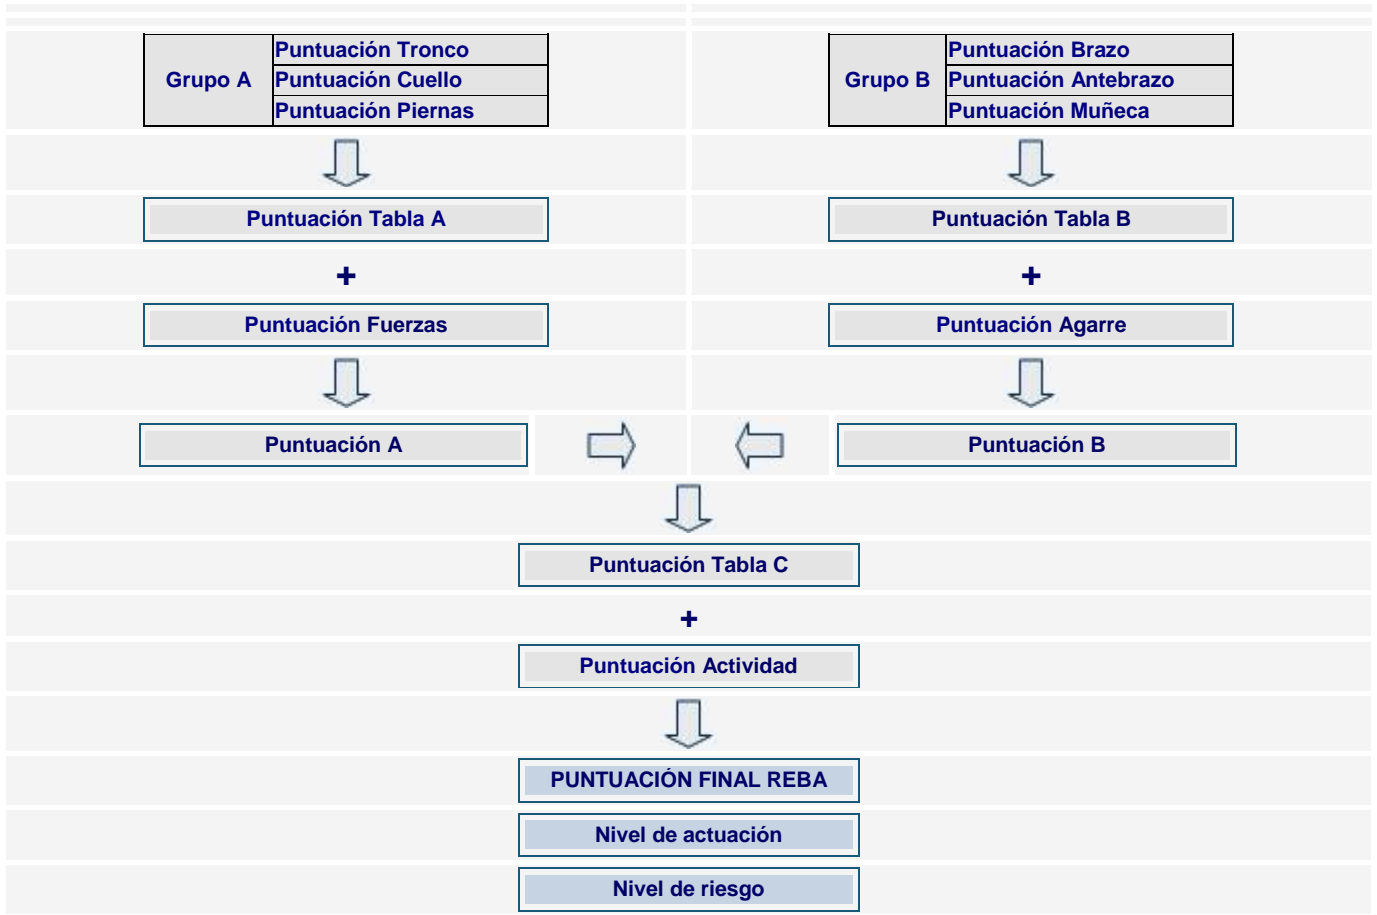 Grupo A
Puntuación Tronco
Puntuación Cuello
Puntuación Piernas
Grupo B
Puntuación Brazo
Puntuación Antebrazo
Puntuación Muñeca
Puntuación Tabla A
Puntuación Tabla B
+
+
Puntuación Fuerzas
Puntuación Agarre
Puntuación A
Puntuación B
Puntuación Tabla C
+
Puntuación Actividad
PUNTUACIÓN FINAL REBA
Nivel de actuación
Nivel de riesgo